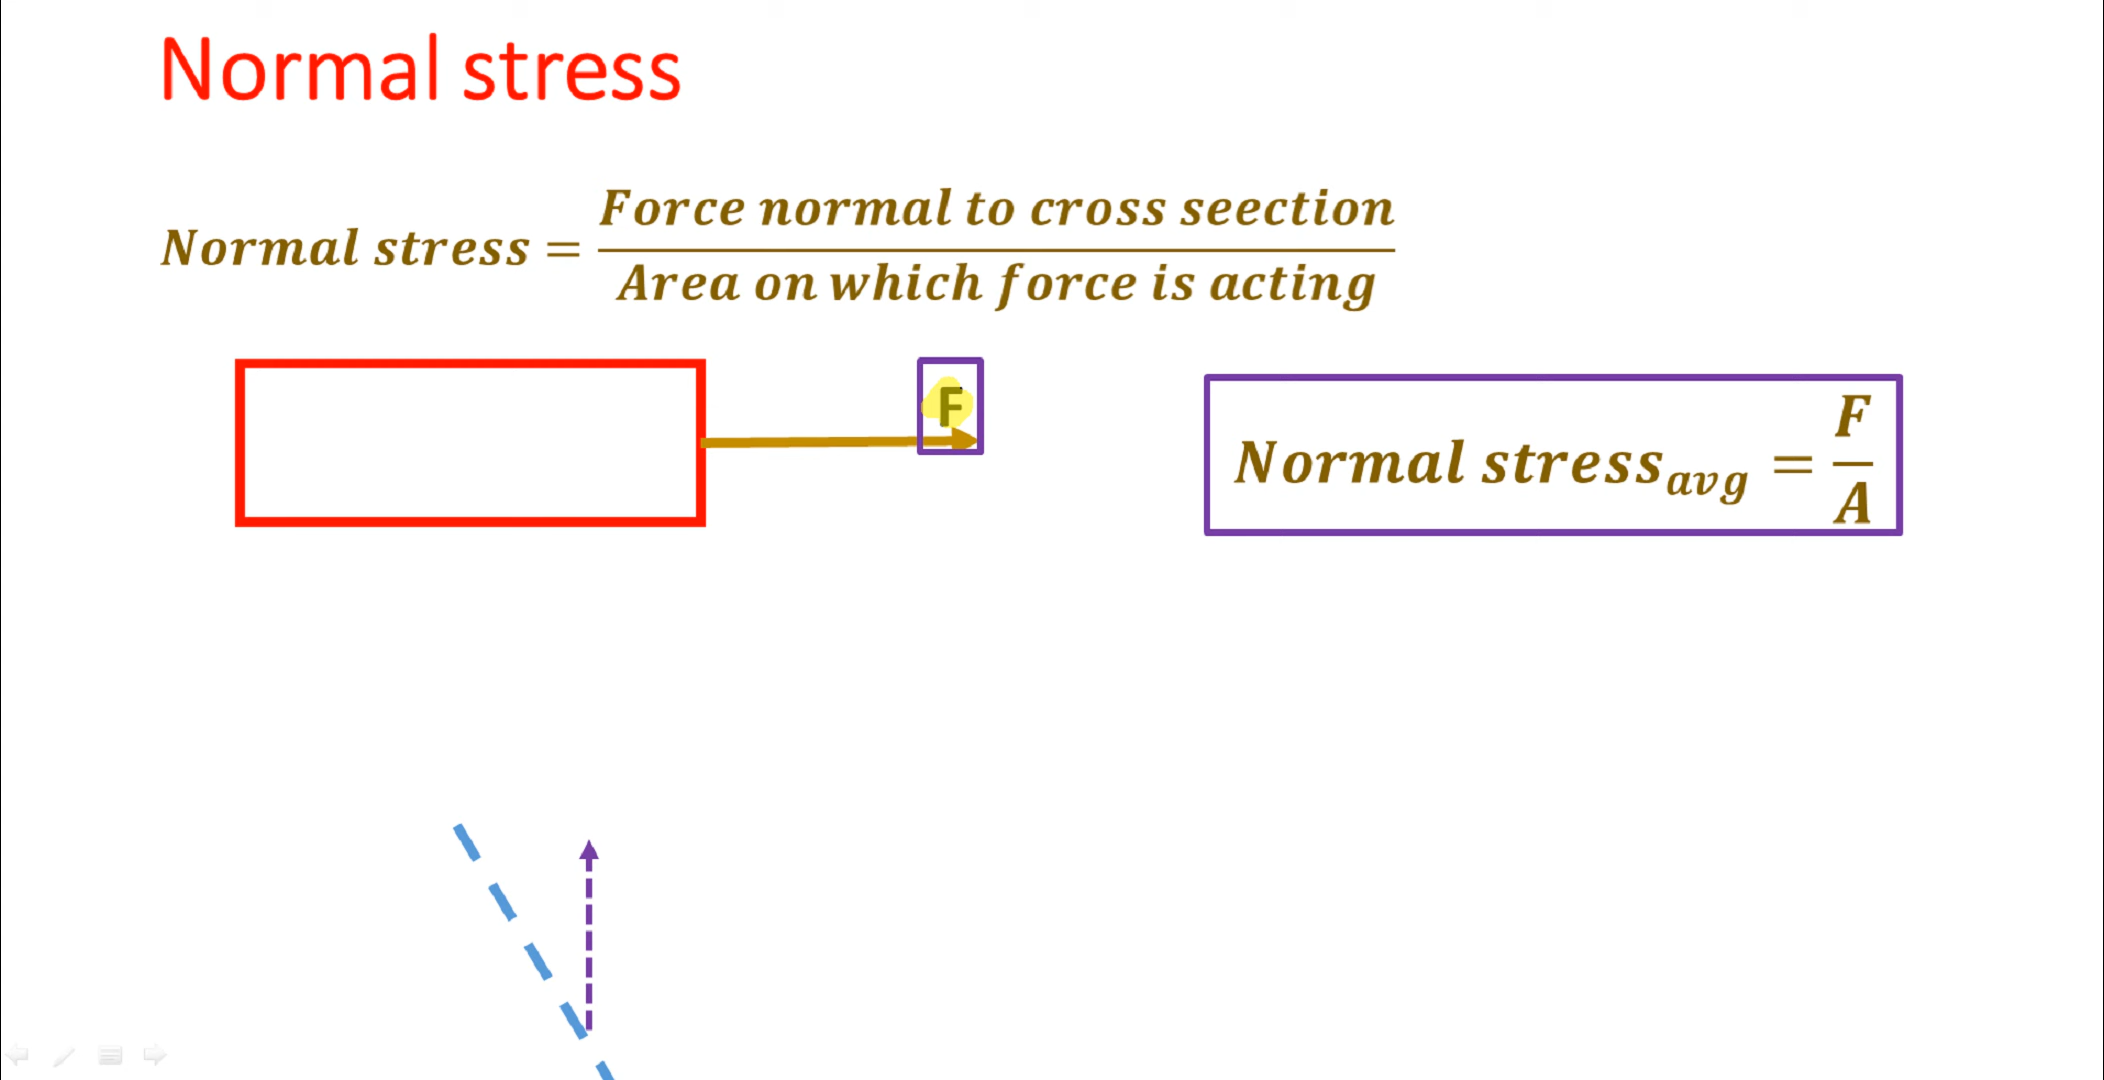 Normal stress
Normal stress = Force normal to cross seection / Area on which force is acting
F
Normal stress_avg = F / A